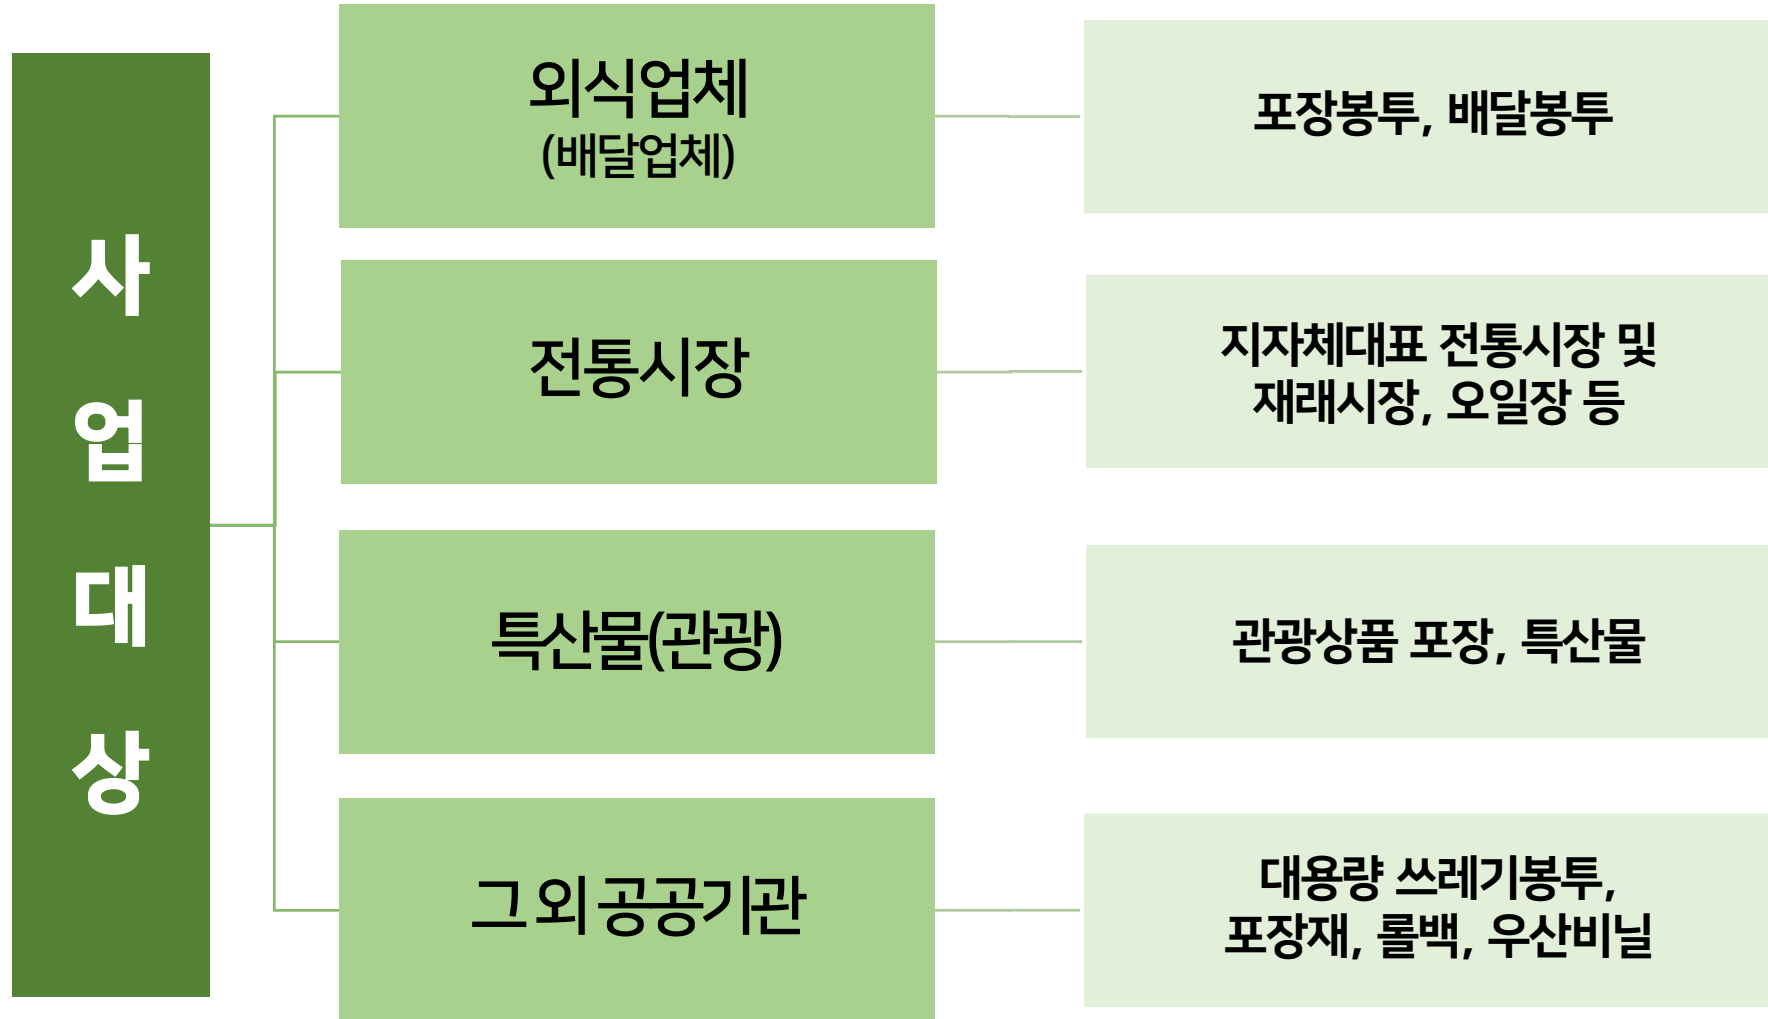 사
업
대
상
외식업체
(배달업체)
포장봉투, 배달봉투
전통시장
지자체대표 전통시장 및
재래시장, 오일장 등
특산물(관광)
관광상품 포장, 특산물
그 외 공공기관
대용량 쓰레기봉투,
포장재, 롤백, 우산비닐